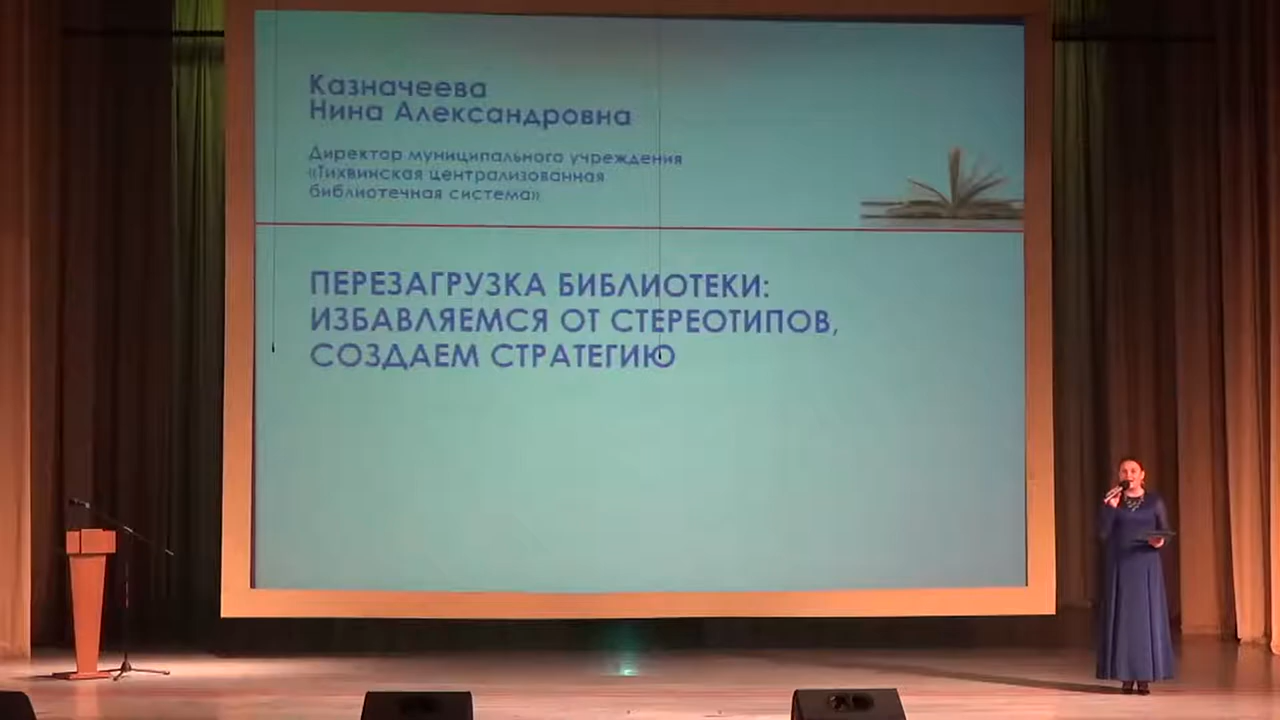 Казначеева
Нина Александровна
Директор муниципального учреждения
«Тихвинская централизованная
библиотечная система»
ПЕРЕЗАГРУЗКА БИБЛИОТЕКИ:
ИЗБАВЛЯЕМСЯ ОТ СТЕРЕОТИПОВ,
СОЗДАЕМ СТРАТЕГИЮ